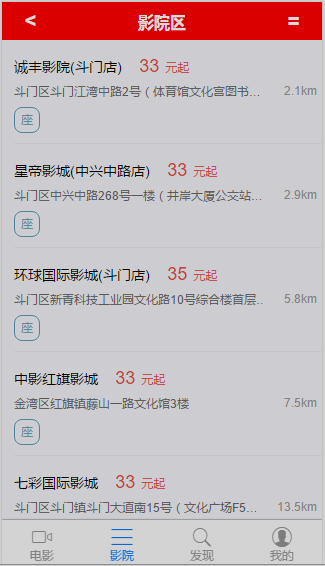 < 影院区 =
诚丰影院(斗门店) 33 元起
斗门区斗门江湾中路2号（体育馆文化宫图书... 2.1km
座
星帝影城(中兴中路店) 33 元起
斗门区中兴中路268号一楼（井岸大厦公交站... 2.9km
座
环球国际影城(斗门店) 35 元起
斗门区新青科技工业园文化路10号综合楼首层.. 5.8km
座
中影红旗影城 33 元起
金湾区红旗镇藤山一路文化馆3楼 7.5km
座
七彩国际影城 33 元起
斗门区斗门镇斗门大道南15号（文化广场F5... 13.5km
电影 影院 发现 我的